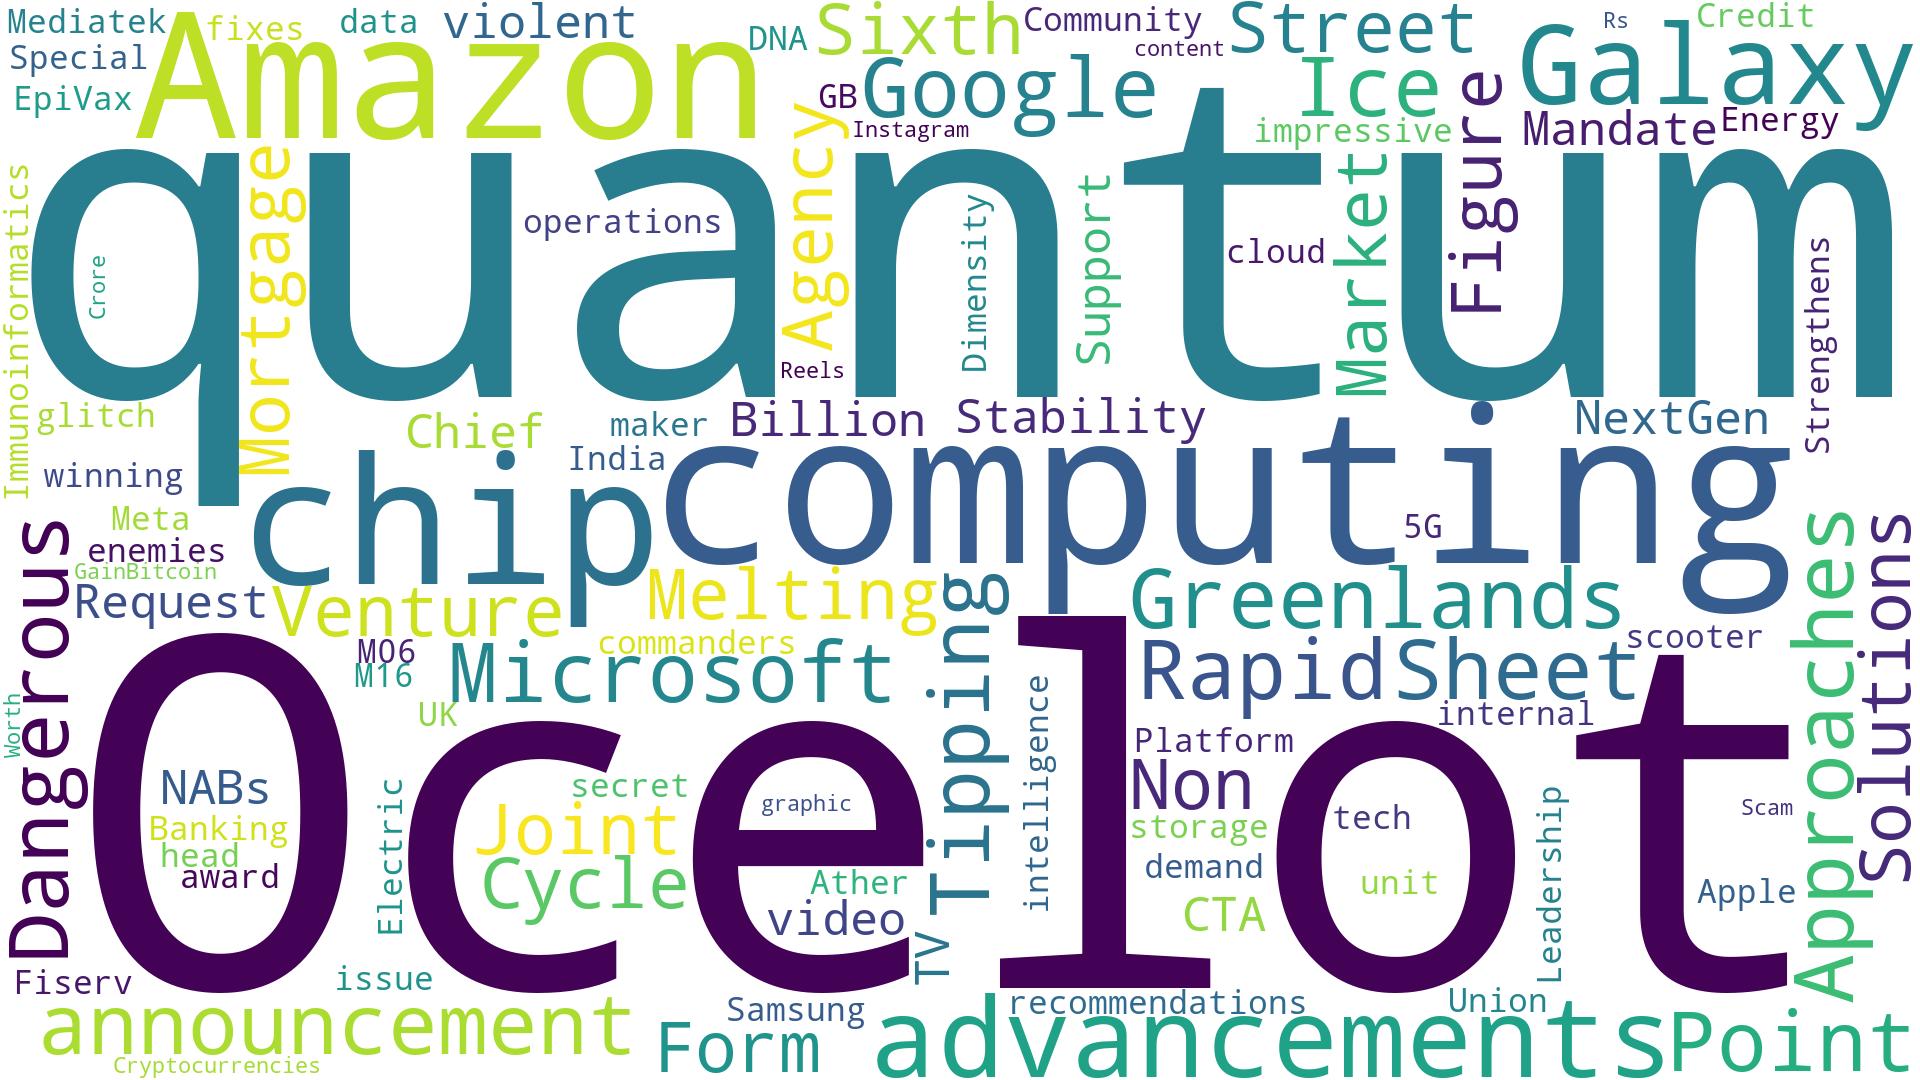 Mediatek
fixes
data
violent
DNA
Sixth
Community
content
Street
Rs
Credit
Special
Amazon
Google
Ice
Galaxy
EpiVax
GB
Instagram
impressive
Figure
Mandate
Energy
quantum
Immunoinformatics
Crore
Mortgage
operations
Agency
Reels
Dimensity
Support
cloud
Market
Strengthens
glitch
Chief
maker
Billion
Stability
NextGen
India
winning
chip
computing
5G
Meta
enemies
GainBitcoin
Request
Venture
Melting
Greenlands
Dangerous
commanders
Tipping
Approaches
Solutions
MO6
M16
Microsoft
Rapid
Sheet
scooter
UK
internal
Worth
Ocelot
Platform
intelligence
NABs
secret
Non
Banking
graphic
storage
tech
Scam
head
Joint
award
Electric
Cycle
Ather
demand
unit
Leadership
Apple
video
CTA
TV
Fiserv
issue
Samsung
recommendations
Union
announcement
Form
advancements
Point
Cryptocurrencies